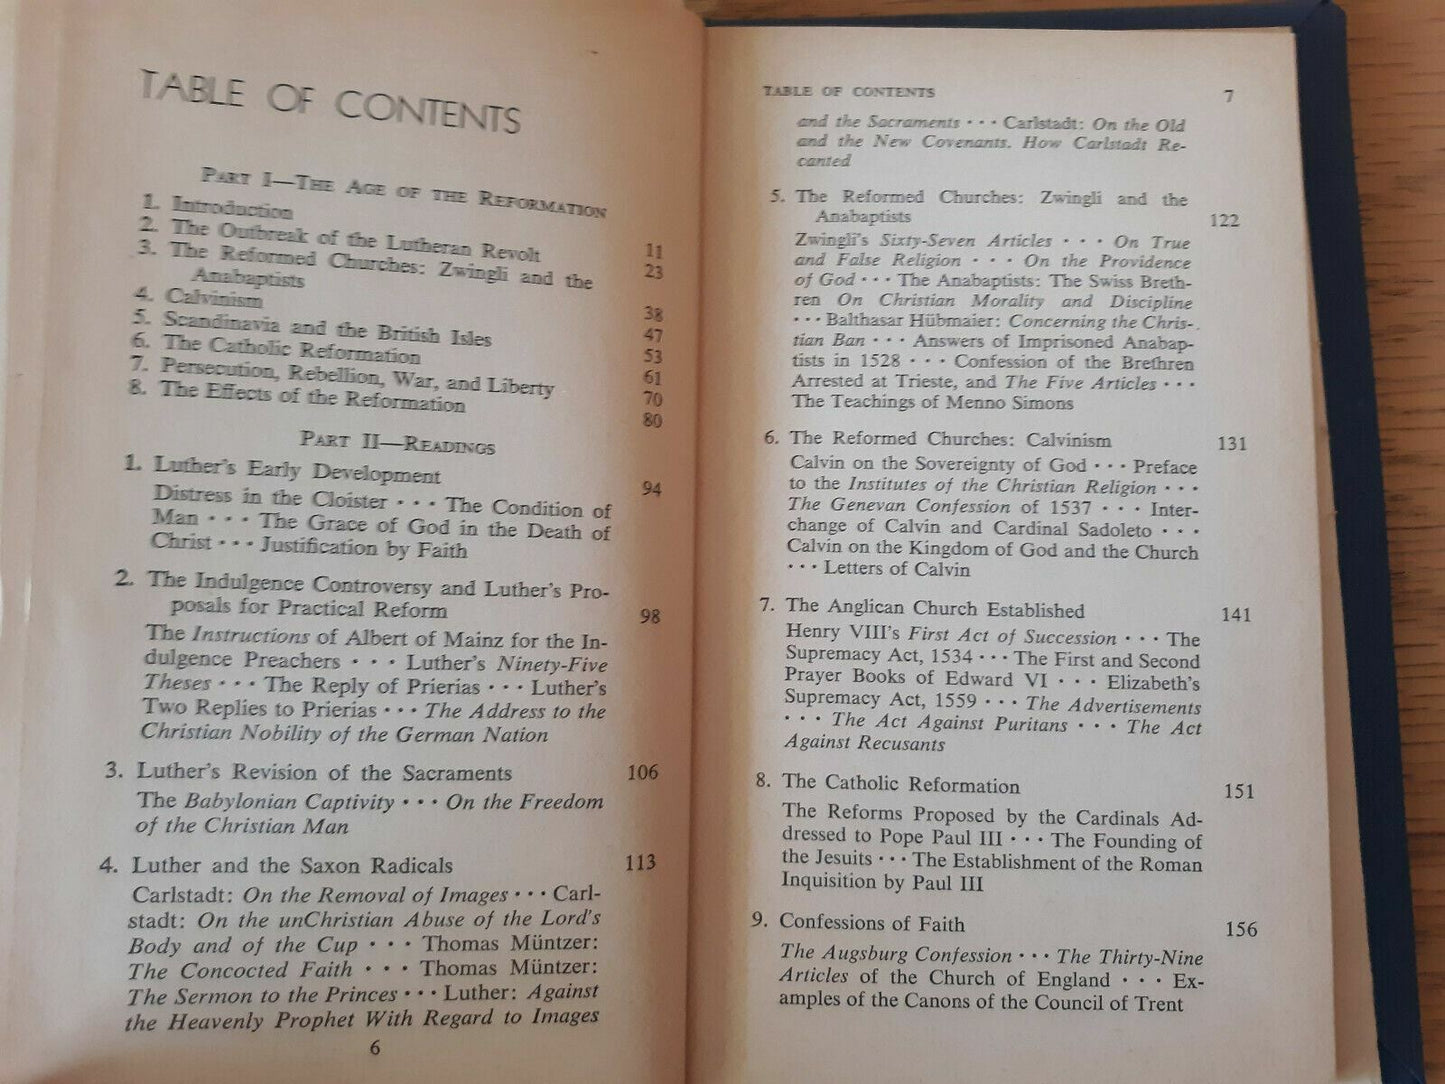 TABLE OF CONTENTS
PART I—THE AGE OF THE REFORMATION
1. Introduction 11
2. The Outbreak of the Lutheran Revolt 23
3. The Reformed Churches: Zwingli and the
Anabaptists 38
4. Calvinism 47
5. Scandinavia and the British Isles 53
6. The Catholic Reformation 61
7. Persecution, Rebellion, War, and Liberty 70
8. The Effects of the Reformation 80
PART II—READINGS
1. Luther's Early Development 94
Distress in the Cloister · · · The Condition of
Man · · · The Grace of God in the Death of
Christ · · · Justification by Faith
2. The Indulgence Controversy and Luther's Pro-
posals for Practical Reform 98
The Instructions of Albert of Mainz for the In-
dulgence Preachers · · · Luther's Ninety-Five
Theses · · · The Reply of Prierias · · · Luther's
Two Replies to Prierias · · · The Address to the
Christian Nobility of the German Nation
3. Luther's Revision of the Sacraments 106
The Babylonian Captivity · · · On the Freedom
of the Christian Man
4. Luther and the Saxon Radicals 113
Carlstadt: On the Removal of Images · · · Carl-
stadt: On the unChristian Abuse of the Lord's
Body and of the Cup · · · Thomas Müntzer:
The Concocted Faith · · · Thomas Müntzer:
The Sermon to the Princes · · · Luther: Against
the Heavenly Prophet With Regard to Images
6
TABLE OF CONTENTS 7
and the Sacraments · · · Carlstadt: On the Old
and the New Covenants. How Carlstadt Re-
canted
5. The Reformed Churches: Zwingli and the
Anabaptists 122
Zwingli's Sixty-Seven Articles · · · On True
and False Religion · · · On the Providence
of God · · · The Anabaptists: The Swiss Breth-
ren On Christian Morality and Discipline
· · · Balthasar Hübmaier: Concerning the Chris-
tian Ban · · · Answers of Imprisoned Anabap-
tists in 1528 · · · Confession of the Brethren
Arrested at Trieste, and The Five Articles · · ·
The Teachings of Menno Simons
6. The Reformed Churches: Calvinism 131
Calvin on the Sovereignty of God · · · Preface
to the Institutes of the Christian Religion · · ·
The Genevan Confession of 1537 · · · Inter-
change of Calvin and Cardinal Sadoleto · · ·
Calvin on the Kingdom of God and the Church
· · · Letters of Calvin
7. The Anglican Church Established 141
Henry VIII's First Act of Succession · · · The
Supremacy Act, 1534 · · · The First and Second
Prayer Books of Edward VI · · · Elizabeth's
Supremacy Act, 1559 · · · The Advertisements
· · · The Act Against Puritans · · · The Act
Against Recusants
8. The Catholic Reformation 151
The Reforms Proposed by the Cardinals Ad-
dressed to Pope Paul III · · · The Founding of
the Jesuits · · · The Establishment of the Roman
Inquisition by Paul III
9. Confessions of Faith 156
The Augsburg Confession · · · The Thirty-Nine
Articles of the Church of England · · · Ex-
amples of the Canons of the Council of Trent